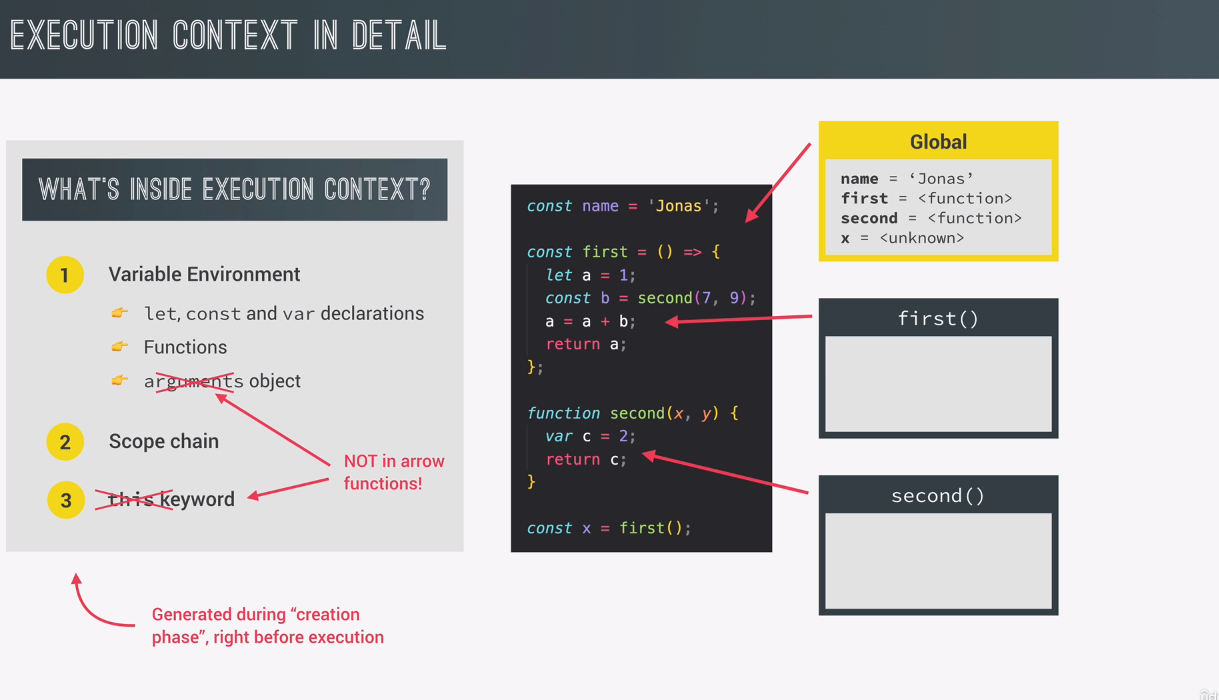 EXECUTION CONTEXT IN DETAIL
WHAT'S INSIDE EXECUTION CONTEXT?
1 Variable Environment
👉 let, const and var declarations
👉 Functions
👉 arguments object
2 Scope chain
3 this keyword
NOT in arrow
functions!
Generated during “creation
phase”, right before execution
const name = 'Jonas';
const first = () => {
let a = 1;
const b = second(7, 9);
a = a + b;
return a;
};
function second(x, y) {
var c = 2;
return c;
}
const x = first();
Global
name = ‘Jonas’
first = <function>
second = <function>
x = <unknown>
first()
second()